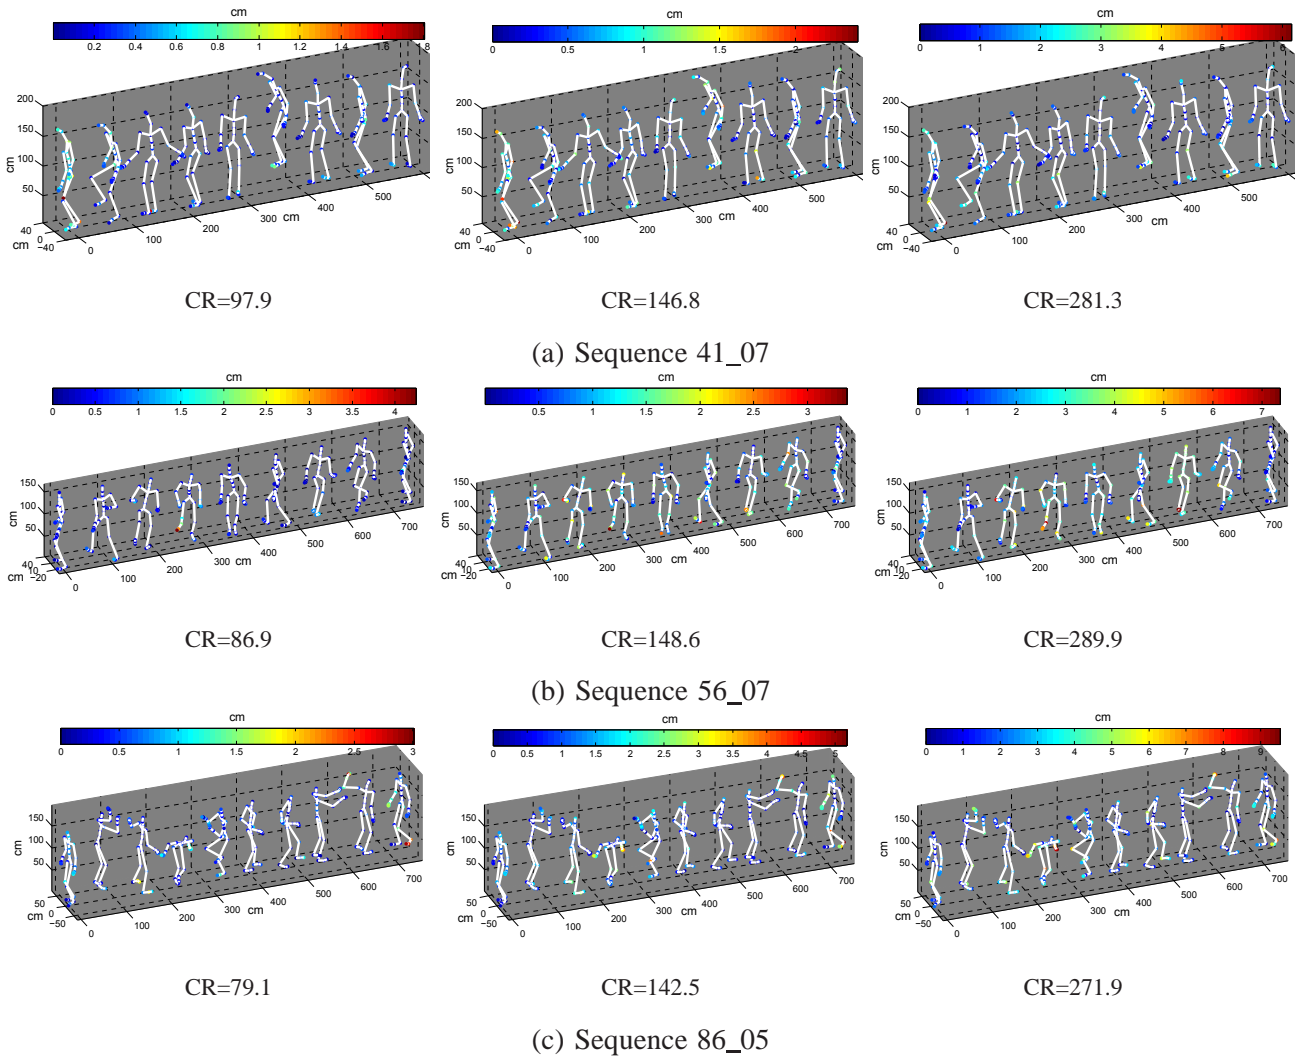 cm cm cm
0.2 0.4 0.6 0.8 1 1.2 1.4 1.6 1.8 0 0.5 1 1.5 2 0 1 2 3 4 5 6
200 150 100 50 cm 40 0 −40 cm 0 100 200 300 400 500 cm
200 150 100 50 cm 40 0 −40 cm 0 100 200 300 400 500 cm
200 150 100 50 cm 40 0 −40 cm 0 100 200 300 400 500 cm
CR=97.9 CR=146.8 CR=281.3
(a) Sequence 41_07
cm cm cm
0 0.5 1 1.5 2 2.5 3 3.5 4 0.5 1 1.5 2 2.5 3 3.5 0 1 2 3 4 5 6 7
150 100 50 cm 40 10 −20 cm 0 100 200 300 400 500 600 700 cm
150 100 50 cm 40 10 −20 cm 0 100 200 300 400 500 600 700 cm
150 100 50 cm 40 10 −20 cm 0 100 200 300 400 500 600 700 cm
CR=86.9 CR=148.6 CR=289.9
(b) Sequence 56_07
cm cm cm
0 0.5 1 1.5 2 2.5 3 0 0.5 1 1.5 2 2.5 3 3.5 4 4.5 5 0 1 2 3 4 5 6 7 8 9
150 100 50 cm 50 0 −50 cm 0 100 200 300 400 500 600 700 cm
150 100 50 cm 50 0 −50 cm 0 100 200 300 400 500 600 700 cm
150 100 50 cm 50 0 −50 cm 0 100 200 300 400 500 600 700 cm
CR=79.1 CR=142.5 CR=271.9
(c) Sequence 86_05